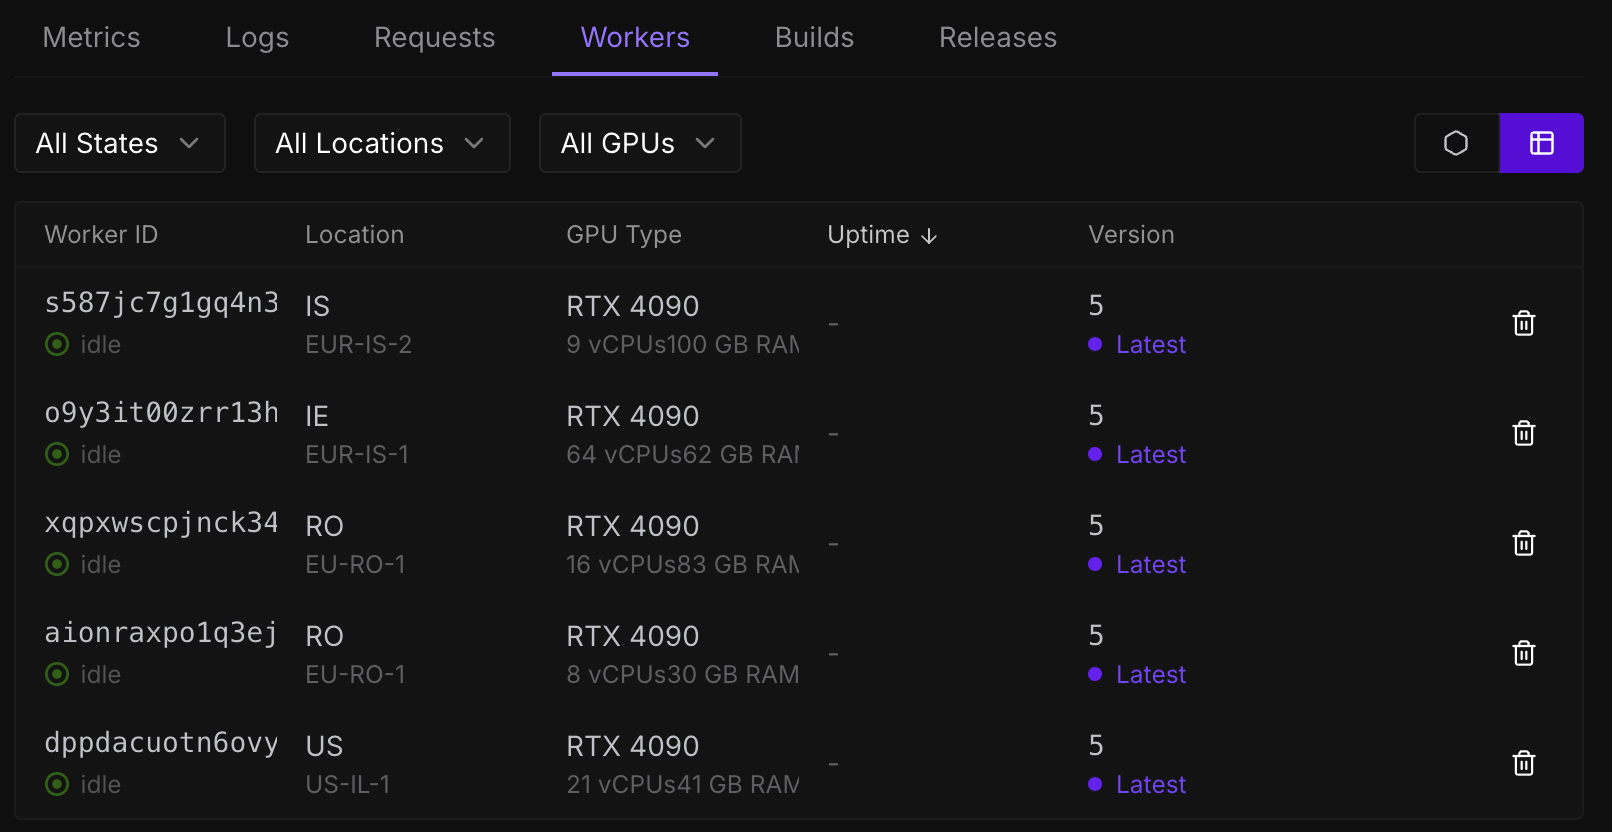 Metrics Logs Requests Workers Builds Releases
All States All Locations All GPUs
Worker ID Location GPU Type Uptime ↓ Version
s587jc7g1gq4n3 IS RTX 4090 - 5
idle EUR-IS-2 9 vCPUs100 GB RAM Latest
o9y3it00zrr13h IE RTX 4090 - 5
idle EUR-IS-1 64 vCPUs62 GB RAM Latest
xqpxwscpjnck34 RO RTX 4090 - 5
idle EU-RO-1 16 vCPUs83 GB RAM Latest
aionraxpo1q3ej RO RTX 4090 - 5
idle EU-RO-1 8 vCPUs30 GB RAM Latest
dppdacuotn6ovy US RTX 4090 - 5
idle US-IL-1 21 vCPUs41 GB RAM Latest